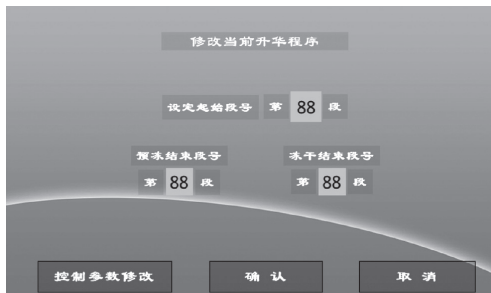 修改当前升华程序
设定起始段号 第 88 段
预冻结束段号 冻干结束段号
第 88 段 第 88 段
控制参数修改 确认 取消